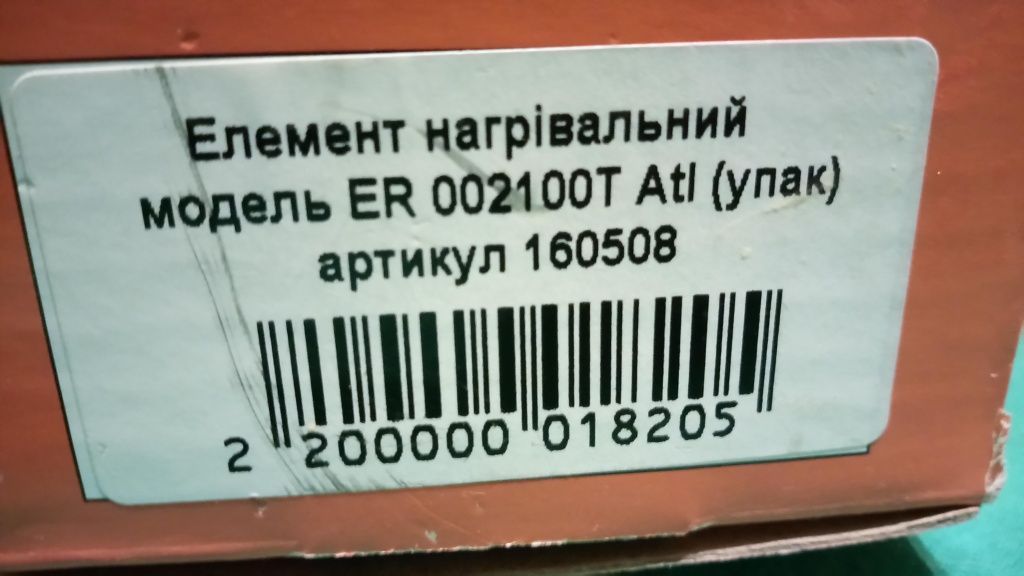 Елемент нагрівальний
модель ER 002100T Atl (упак)
артикул 160508
2 200000 018205